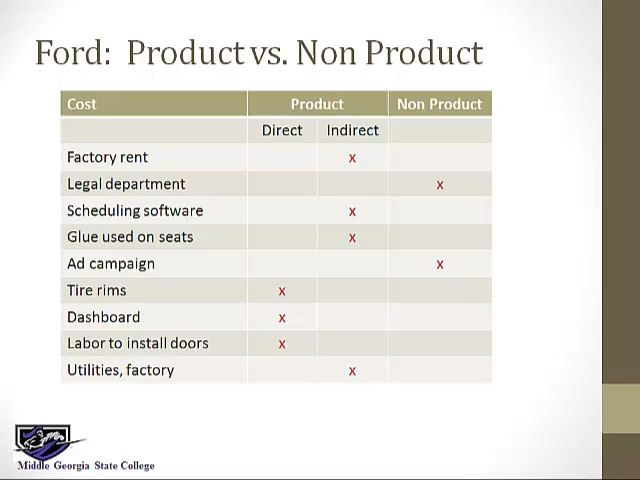 Ford:  Product vs. Non Product
Cost Product Non Product
Direct Indirect
Factory rent x
Legal department x
Scheduling software x
Glue used on seats x
Ad campaign x
Tire rims x
Dashboard x
Labor to install doors x
Utilities, factory x
Middle Georgia State College